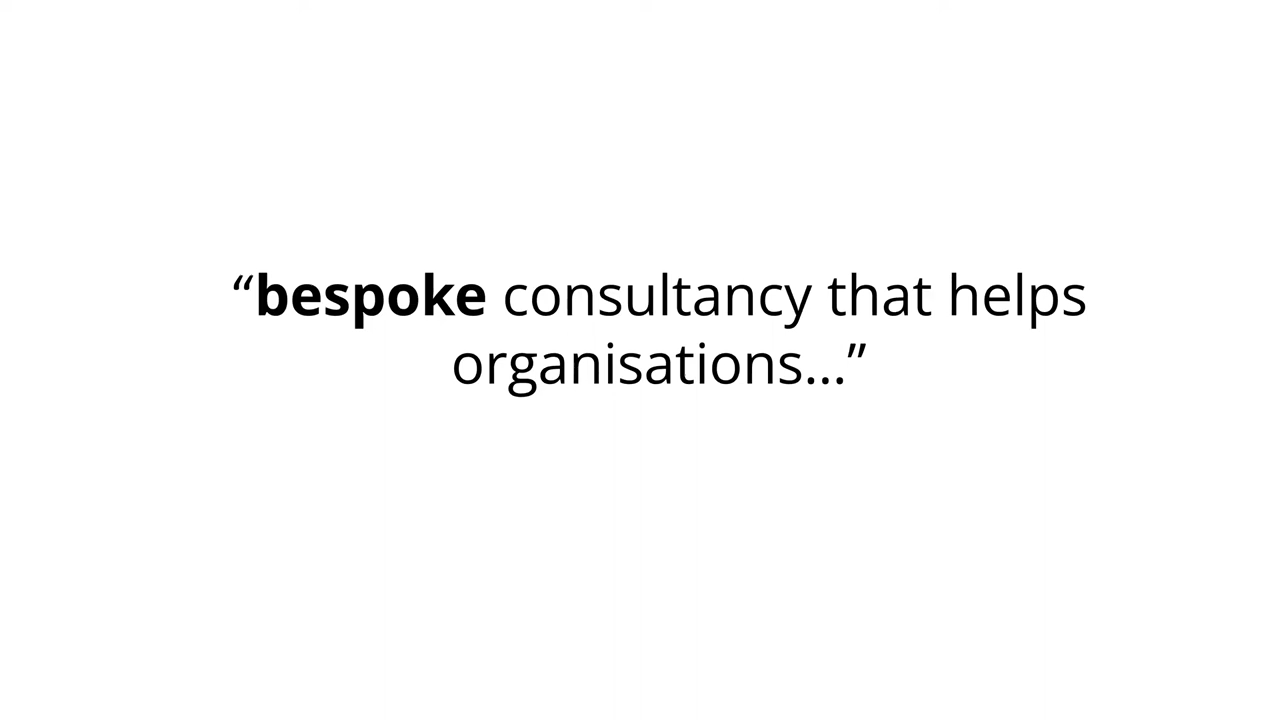 “bespoke consultancy that helps
organisations...”